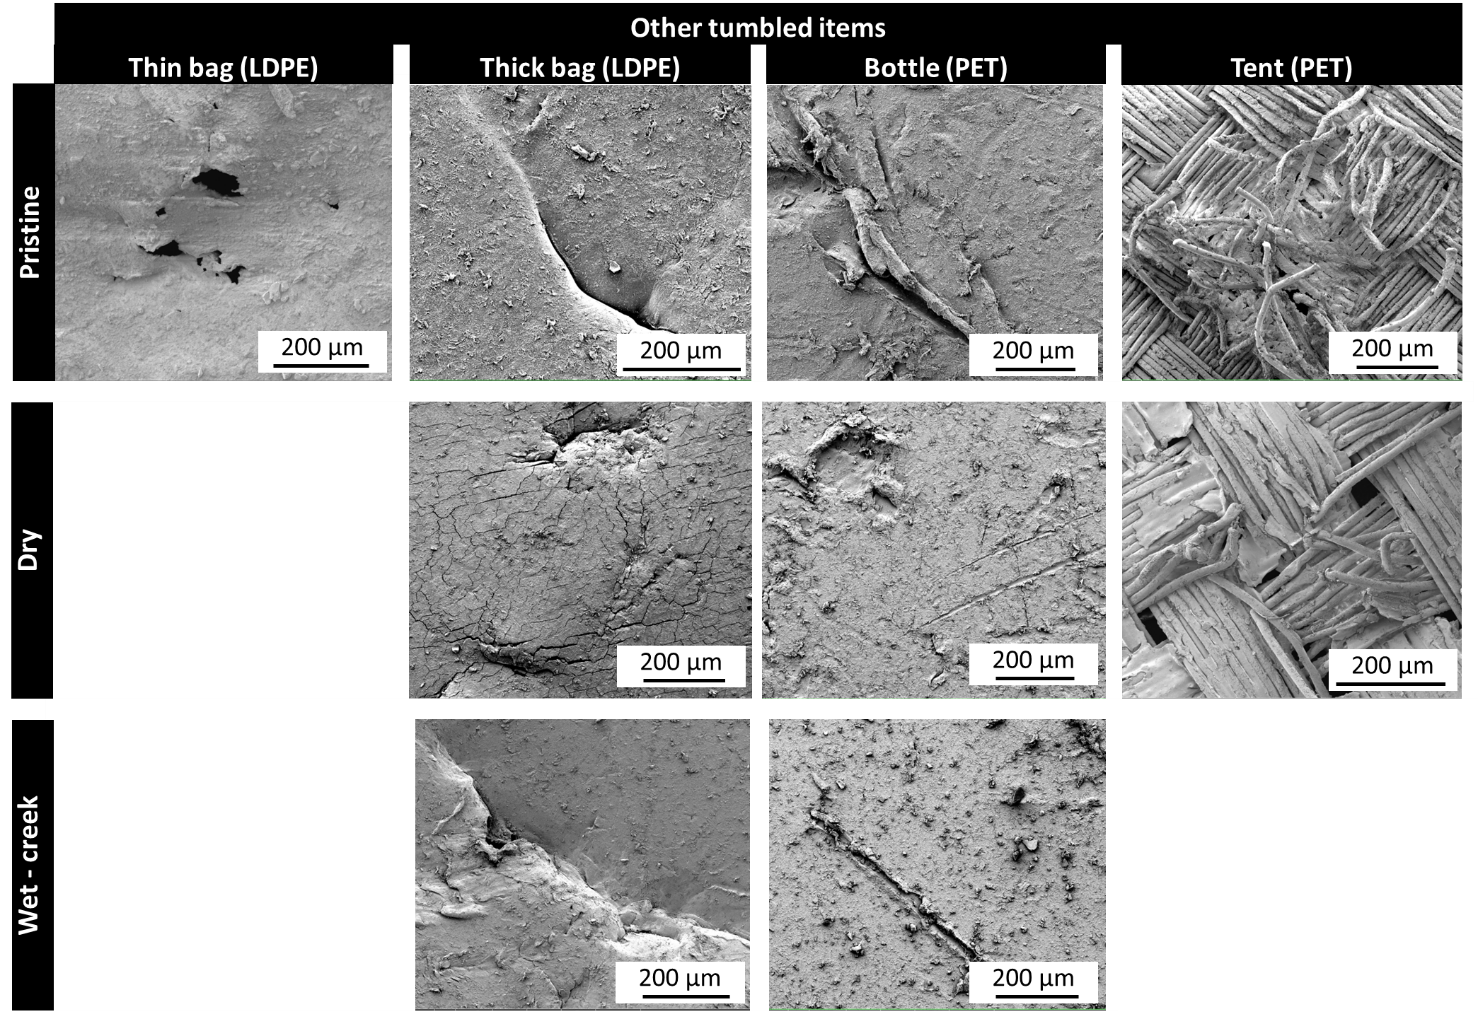 Other tumbled items
Thin bag (LDPE)
Thick bag (LDPE)
Bottle (PET)
Tent (PET)
Pristine
200 µm
200 µm
200 µm
200 µm
Dry
200 µm
200 µm
200 µm
Wet - creek
200 µm
200 µm